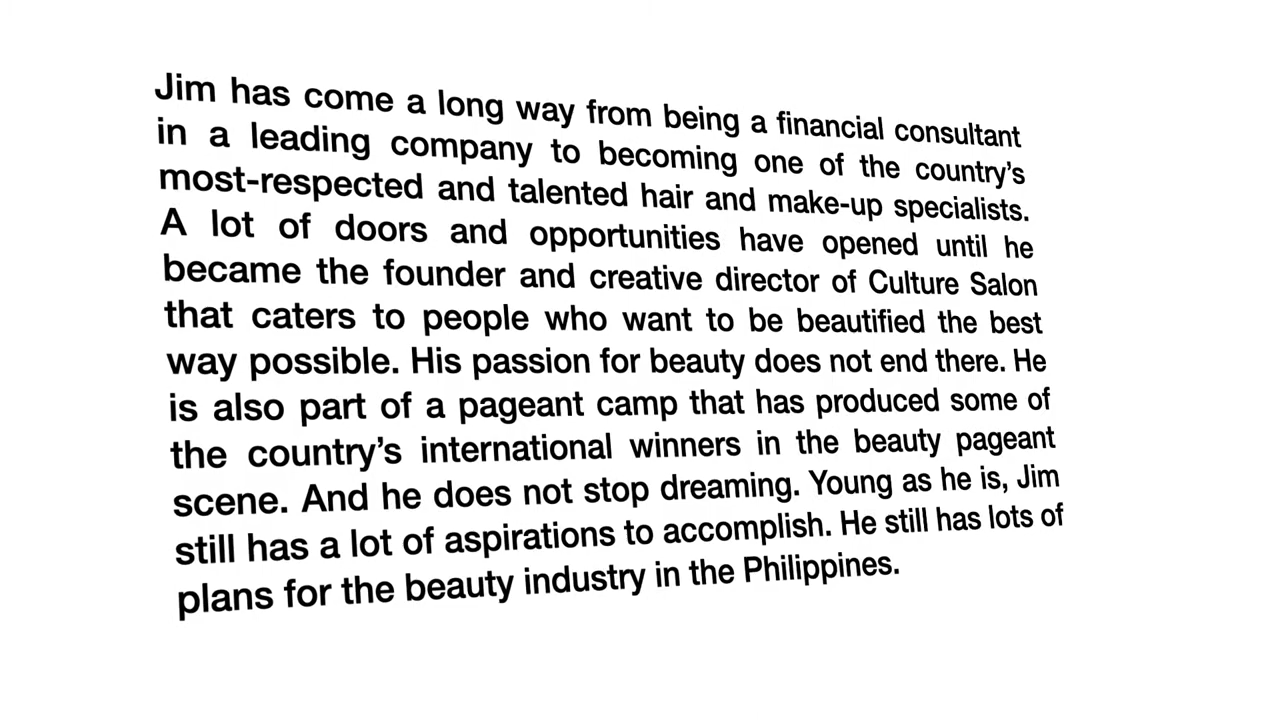 Jim has come a long way from being a financial consultant
in a leading company to becoming one of the country's
most-respected and talented hair and make-up specialists.
A lot of doors and opportunities have opened until he
became the founder and creative director of Culture Salon
that caters to people who want to be beautified the best
way possible. His passion for beauty does not end there. He
is also part of a pageant camp that has produced some of
the country's international winners in the beauty pageant
scene. And he does not stop dreaming. Young as he is, Jim
still has a lot of aspirations to accomplish. He still has lots of
plans for the beauty industry in the Philippines.